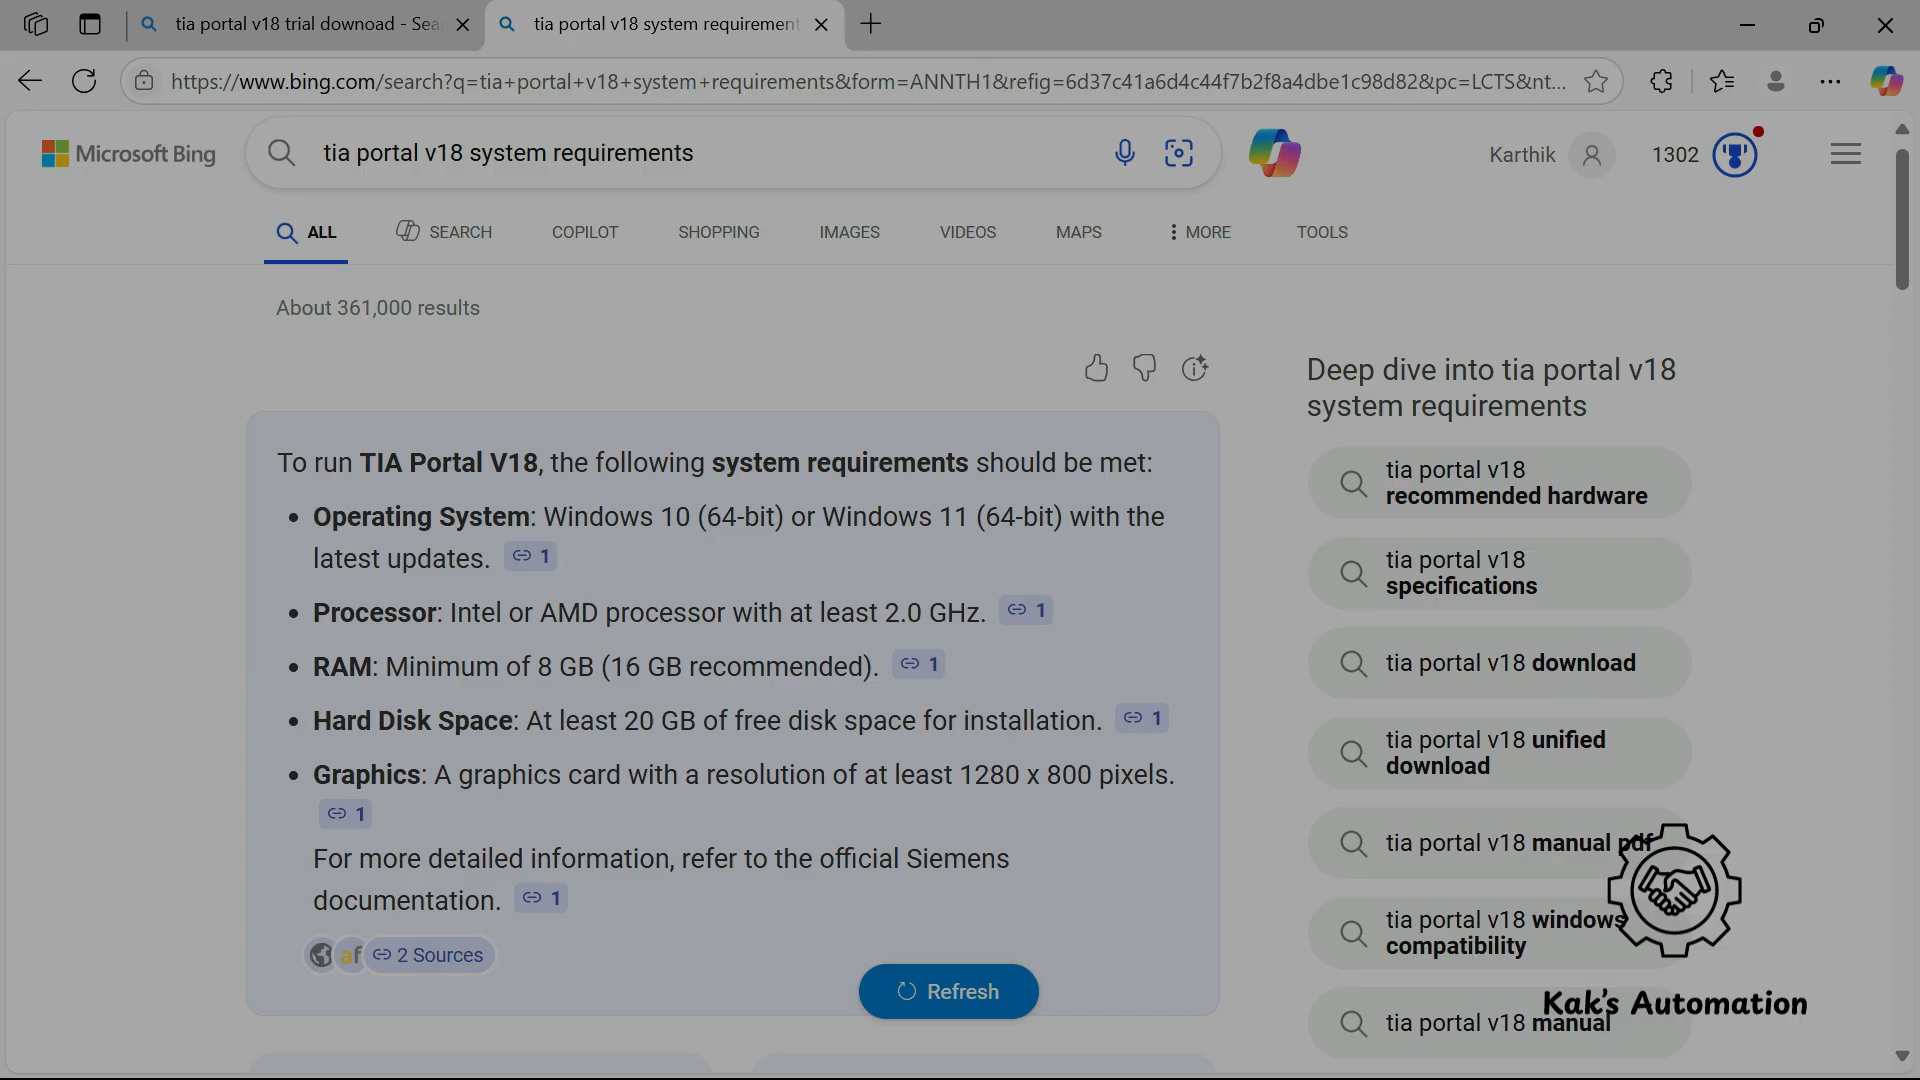 tia portal v18 trial downoad - Sea
tia portal v18 system requirement
https://www.bing.com/search?q=tia+portal+v18+system+requirements&form=ANNTH1&refig=6d37c41a6d4c44f7b2f8a4dbe1c98d82&pc=LCTS&nt...
Microsoft Bing
tia portal v18 system requirements
Karthik
1302
ALL
SEARCH
COPILOT
SHOPPING
IMAGES
VIDEOS
MAPS
MORE
TOOLS
About 361,000 results
To run TIA Portal V18, the following system requirements should be met:
• Operating System: Windows 10 (64-bit) or Windows 11 (64-bit) with the
latest updates. 1
• Processor: Intel or AMD processor with at least 2.0 GHz. 1
• RAM: Minimum of 8 GB (16 GB recommended). 1
• Hard Disk Space: At least 20 GB of free disk space for installation. 1
• Graphics: A graphics card with a resolution of at least 1280 x 800 pixels.
1
For more detailed information, refer to the official Siemens
documentation. 1
af
2 Sources
Refresh
Deep dive into tia portal v18
system requirements
tia portal v18
recommended hardware
tia portal v18
specifications
tia portal v18 download
tia portal v18 unified
download
tia portal v18 manual pdf
tia portal v18 windows
compatibility
tia portal v18 manual
Kak's Automation